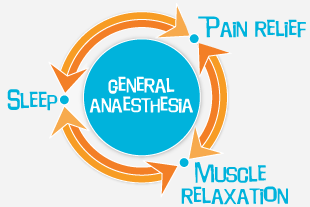 Pain relief
General
Anaesthesia
Sleep
Muscle
relaxation